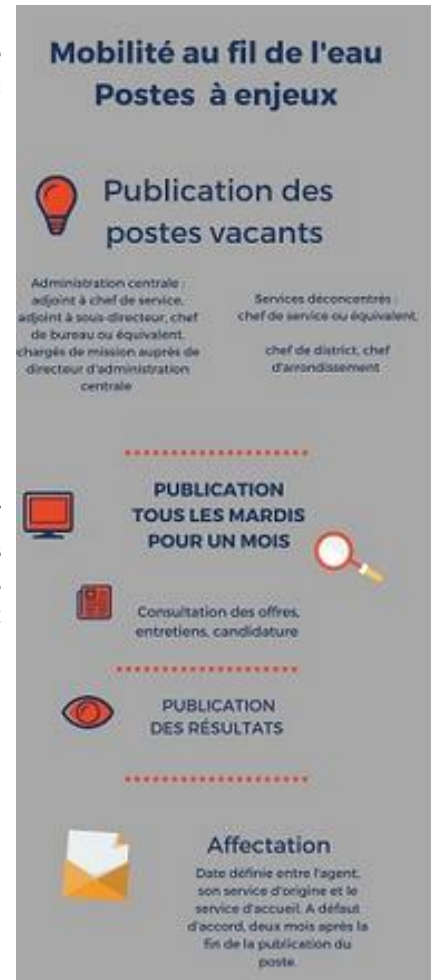 Mobilité au fil de l'eau
Postes à enjeux
Publication des
postes vacants
Administration centrale :
adjoint à chef de service,
adjoint à sous-directeur, chef
de bureau ou équivalent,
chargés de mission auprès de
directeur d'administration
centrale
Services déconcentrés :
chef de service ou équivalent,
chef de district, chef
d'arrondissement
PUBLICATION
TOUS LES MARDIS
POUR UN MOIS
Consultation des offres,
entretiens, candidature
PUBLICATION
DES RÉSULTATS
Affectation
Date définie entre l'agent,
son service d'origine et le
service d'accueil. A défaut
d'accord, deux mois après la
fin de la publication du
poste.